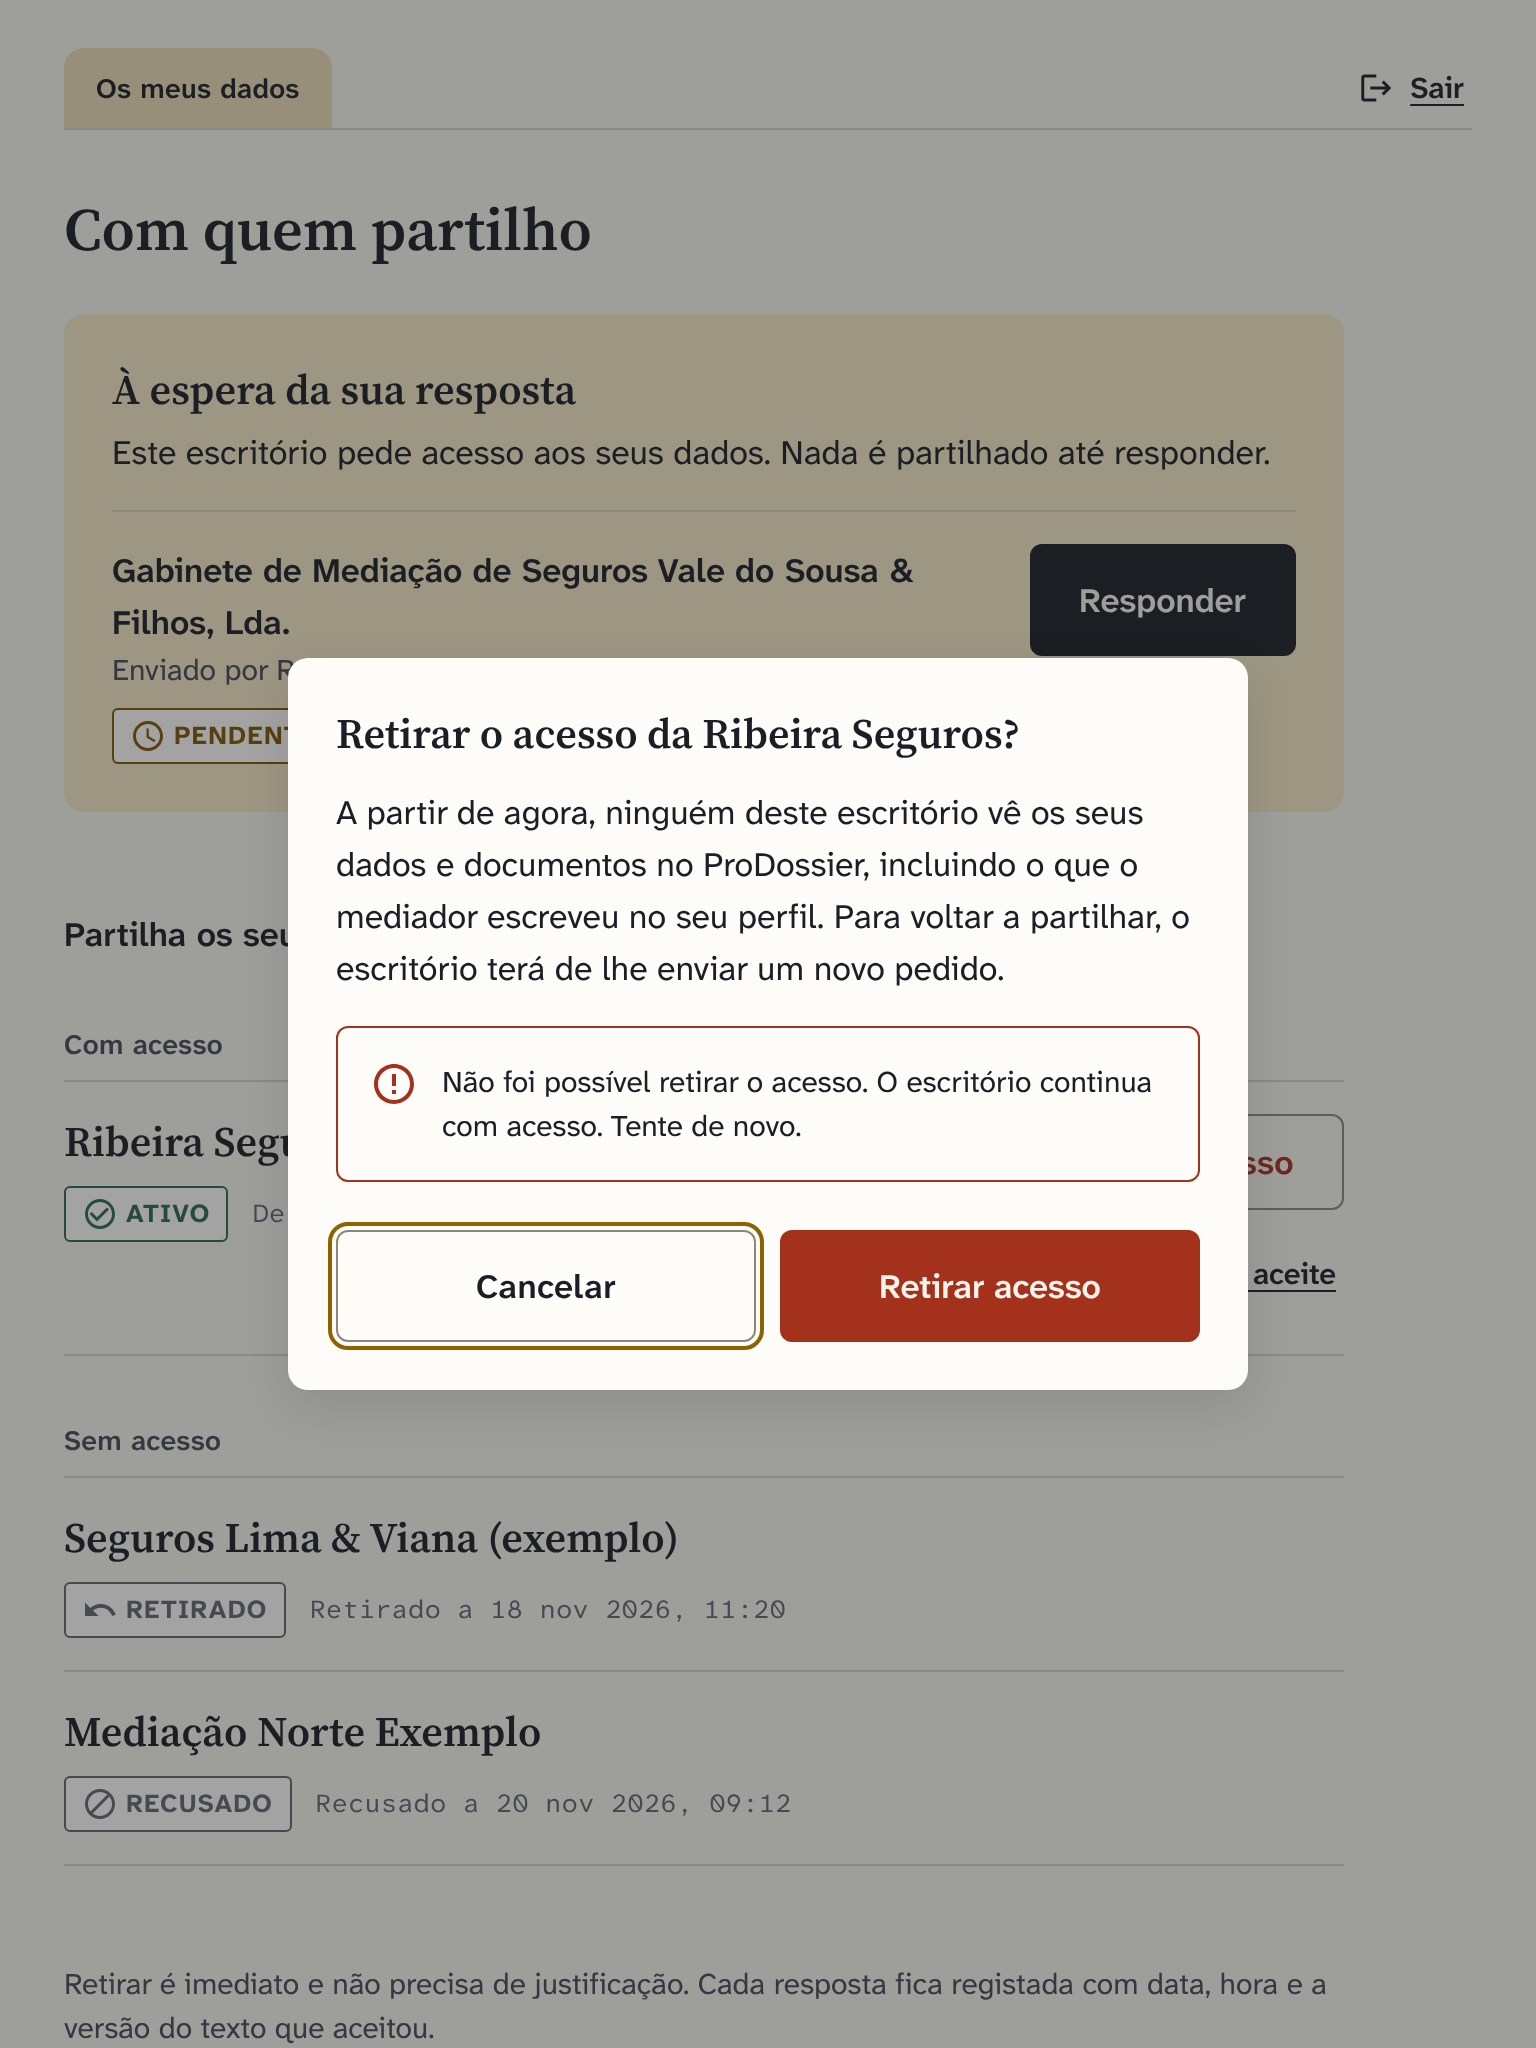 Os meus dados
Sair
Com quem partilho
À espera da sua resposta
Este escritório pede acesso aos seus dados. Nada é partilhado até responder.
Gabinete de Mediação de Seguros Vale do Sousa &
Filhos, Lda.
Responder
Enviado por
Retirar o acesso da Ribeira Seguros?
A partir de agora, ninguém deste escritório vê os seus
dados e documentos no ProDossier, incluindo o que o
mediador escreveu no seu perfil. Para voltar a partilhar, o
escritório terá de lhe enviar um novo pedido.
Não foi possível retirar o acesso. O escritório continua
com acesso. Tente de novo.
Cancelar
Retirar acesso
Partilha os
Com acesso
Ribeira
ATIVO
aceite
Sem acesso
Seguros Lima & Viana (exemplo)
RETIRADO Retirado a 18 nov 2026, 11:20
Mediação Norte Exemplo
RECUSADO Recusado a 20 nov 2026, 09:12
Retirar é imediato e não precisa de justificação. Cada resposta fica registada com data, hora e a
versão do texto que aceitou.